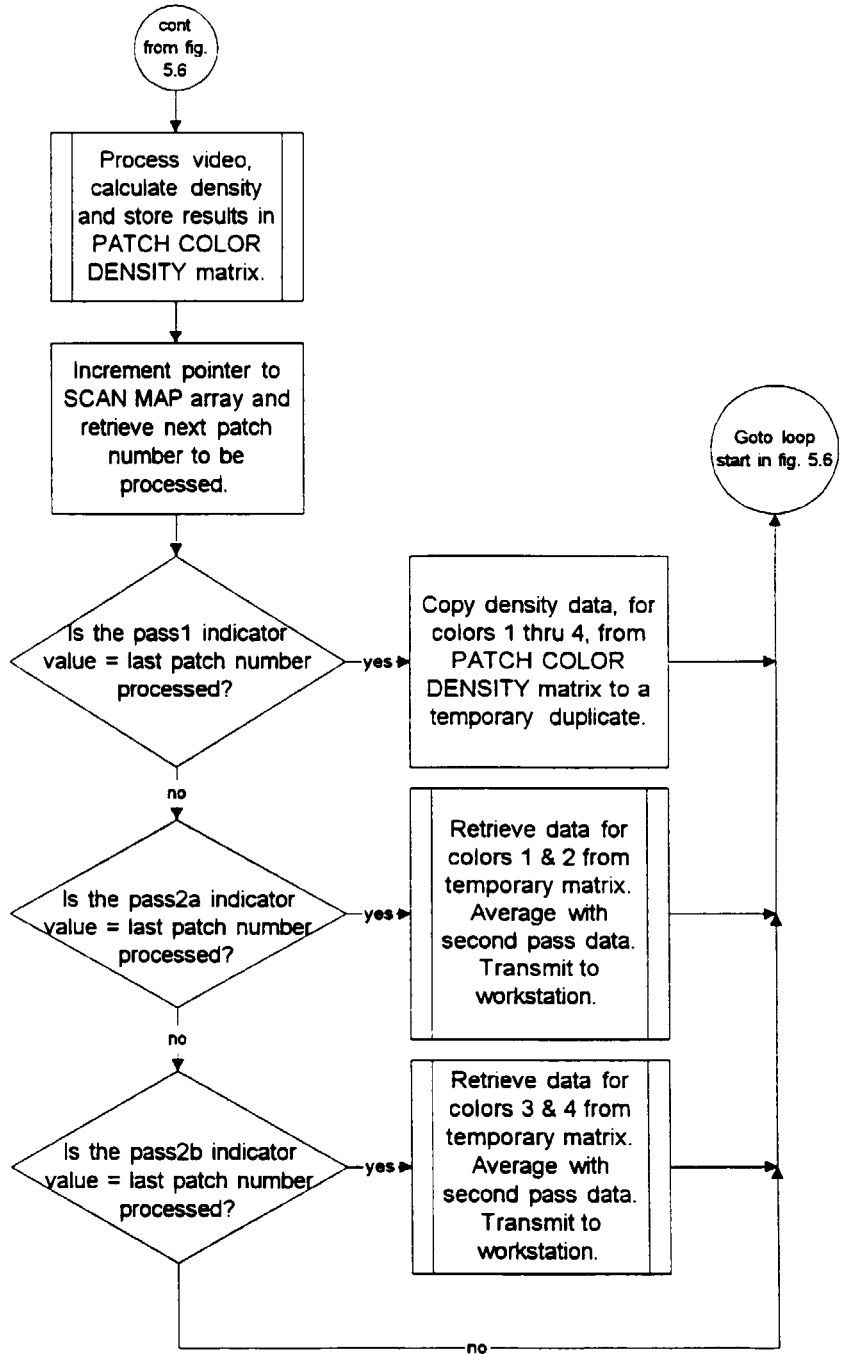 cont
from fig.
5.6
Process video,
calculate density
and store results in
PATCH COLOR
DENSITY matrix.
Increment pointer to
SCAN MAP array and
retrieve next patch
number to be
processed.
Goto loop
start in fig. 5.6
Is the pass1 indicator
value = last patch number
processed?
yes
Copy density data, for
colors 1 thru 4, from
PATCH COLOR
DENSITY matrix to a
temporary duplicate.
no
Is the pass2a indicator
value = last patch number
processed?
yes
Retrieve data for
colors 1 & 2 from
temporary matrix.
Average with
second pass data.
Transmit to
workstation.
no
Is the pass2b indicator
value = last patch number
processed?
yes
Retrieve data for
colors 3 & 4 from
temporary matrix.
Average with
second pass data.
Transmit to
workstation.
no